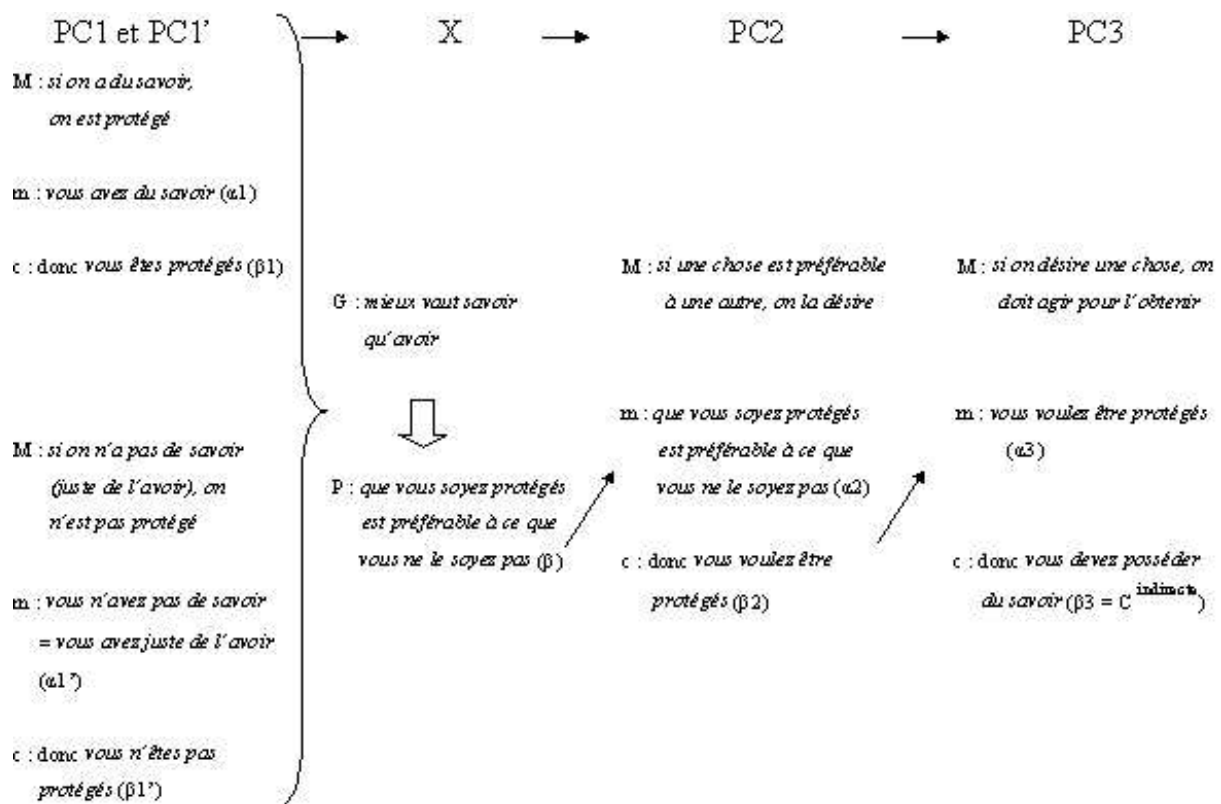 PC1 et PC1’
M : si on a du savoir,
on est protégé
m : vous avez du savoir (α1)
c : donc vous êtes protégés (β1)
M : si on n’a pas de savoir
(juste de l’avoir), on
n’est pas protégé
m : vous n’avez pas de savoir
= vous avez juste de l’avoir
(α1’)
c : donc vous n’êtes pas
protégés (β1’)
X
G : mieux vaut savoir
qu’avoir
P : que vous soyez protégés
est préférable à ce que
vous ne le soyez pas (β)
PC2
M : si une chose est préférable
à une autre, on la désire
m : que vous soyez protégés
est préférable à ce que
vous ne le soyez pas (α2)
c : donc vous voulez être
protégés (β2)
PC3
M : si on désire une chose, on
doit agir pour l’obtenir
m : vous voulez être protégés
(α3)
c : donc vous devez posséder
du savoir (β3 = C indirecte)